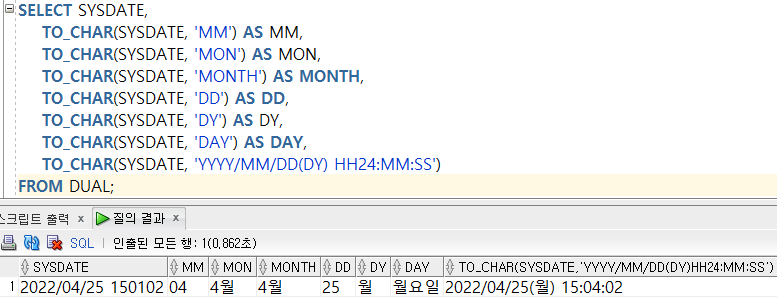 SELECT SYSDATE,
TO_CHAR(SYSDATE, 'MM') AS MM,
TO_CHAR(SYSDATE, 'MON') AS MON,
TO_CHAR(SYSDATE, 'MONTH') AS MONTH,
TO_CHAR(SYSDATE, 'DD') AS DD,
TO_CHAR(SYSDATE, 'DY') AS DY,
TO_CHAR(SYSDATE, 'DAY') AS DAY,
TO_CHAR(SYSDATE, 'YYYY/MM/DD(DY) HH24:MM:SS')
FROM DUAL;
스크립트 출력 x 질의 결과 x
SQL | 인출된 모든 행: 1(0,862초)
SYSDATE MM MON MONTH DD DY DAY TO_CHAR(SYSDATE,'YYYY/MM/DD(DY)HH24:MM:SS')
1 2022/04/25 150102 04 4월 4월 25 월 월요일 2022/04/25(월) 15:04:02